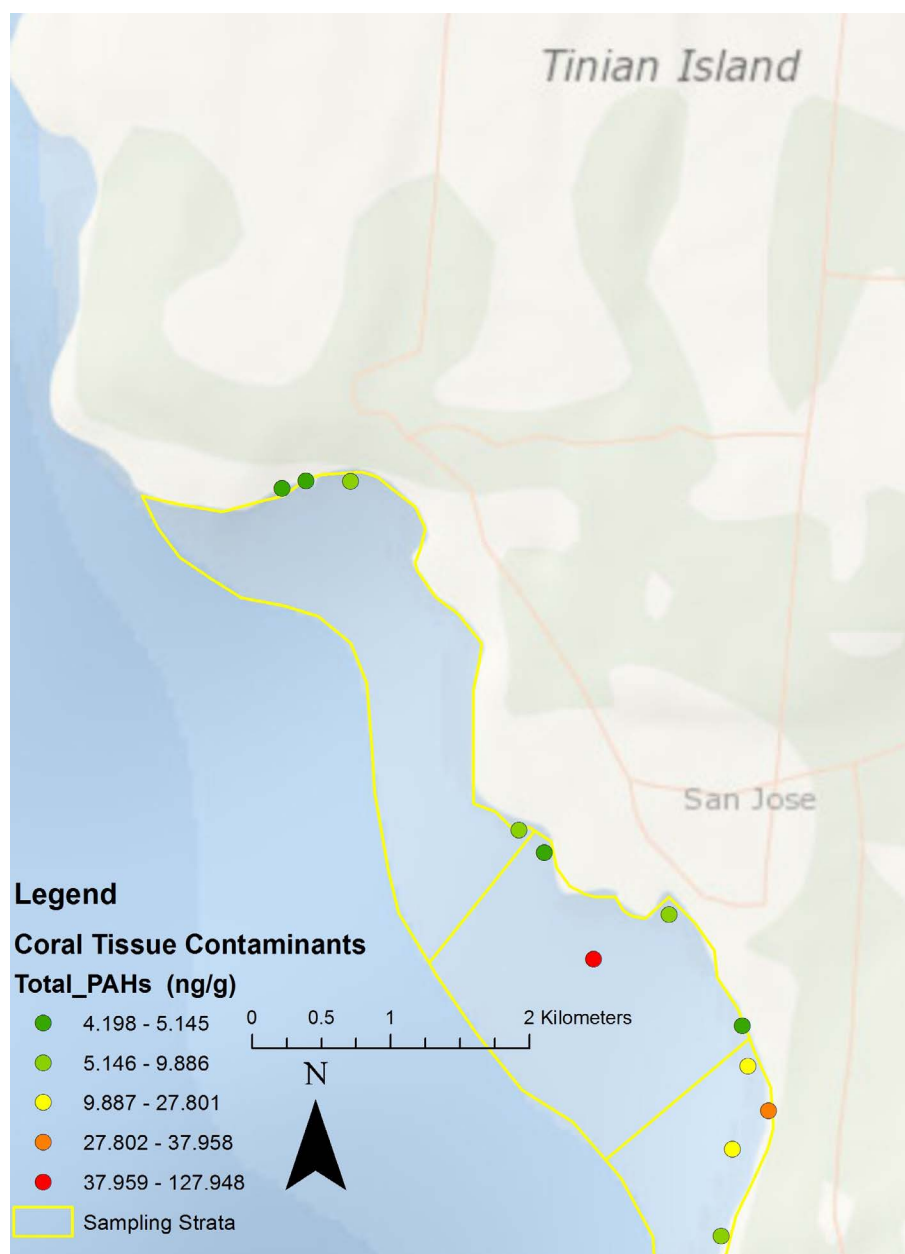 Tinian Island
San Jose
Legend
Coral Tissue Contaminants
Total_PAHs (ng/g)
4.198 - 5.145
5.146 - 9.886
9.887 - 27.801
27.802 - 37.958
37.959 - 127.948
Sampling Strata
0 0.5 1 2 Kilometers
N